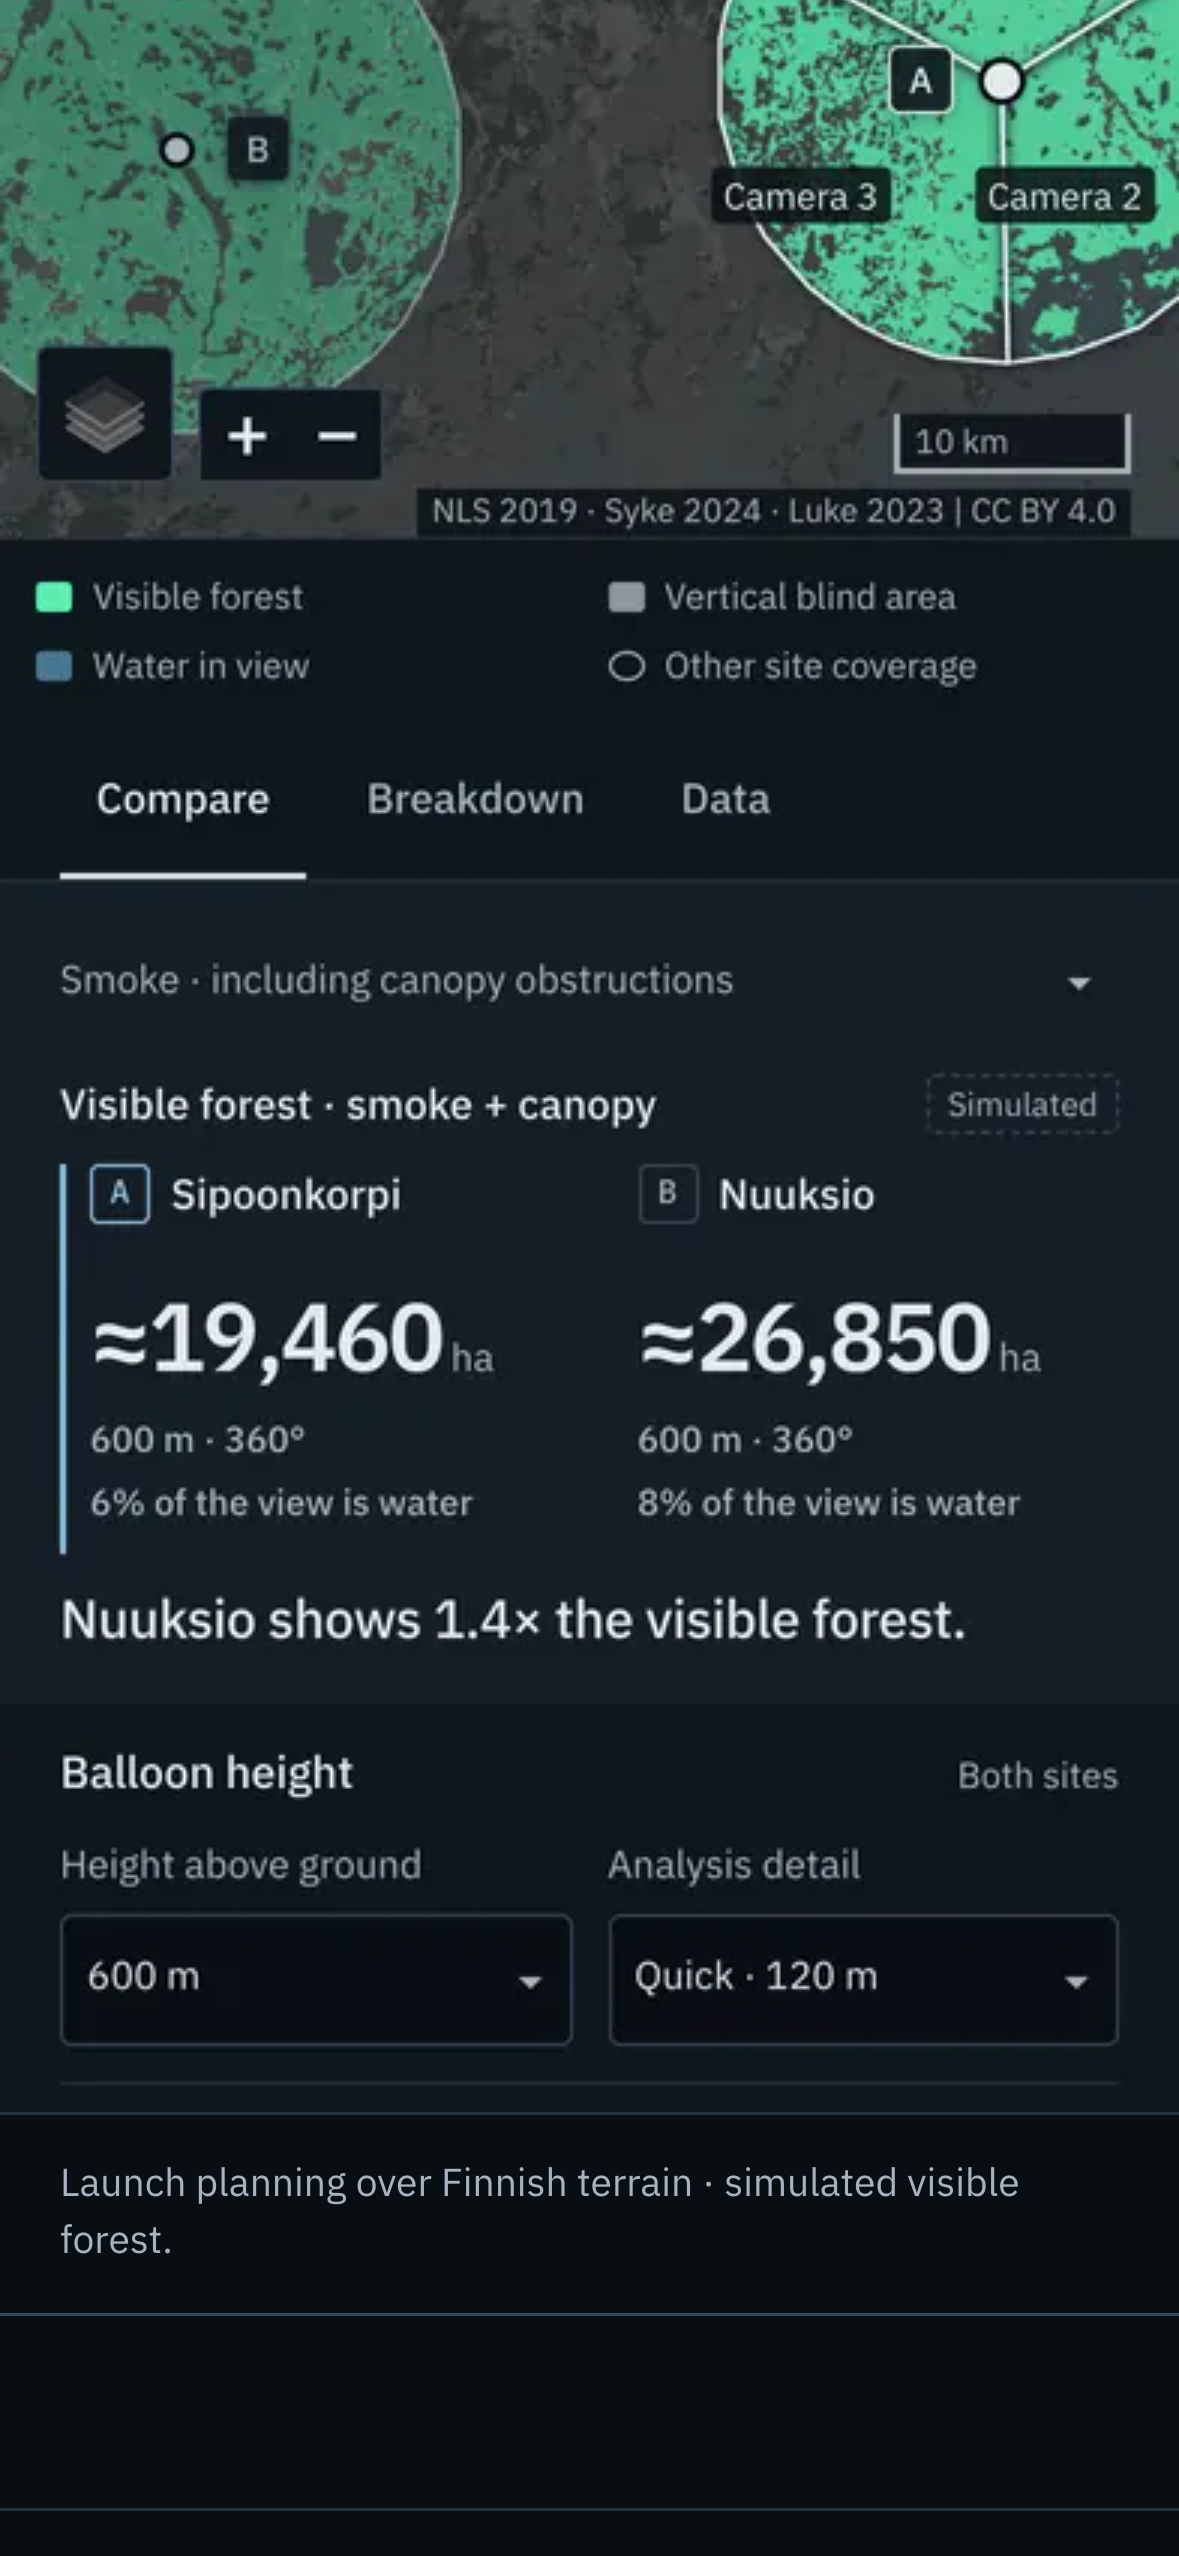 A
B
Camera 3
Camera 2
+ −
10 km
NLS 2019 · Syke 2024 · Luke 2023 | CC BY 4.0
Visible forest
Vertical blind area
Water in view
Other site coverage
Compare
Breakdown
Data
Smoke · including canopy obstructions
Visible forest · smoke + canopy
Simulated
A Sipoonkorpi
B Nuuksio
≈19,460 ha
≈26,850 ha
600 m · 360°
600 m · 360°
6% of the view is water
8% of the view is water
Nuuksio shows 1.4× the visible forest.
Balloon height
Both sites
Height above ground
Analysis detail
600 m
Quick · 120 m
Launch planning over Finnish terrain · simulated visible
forest.